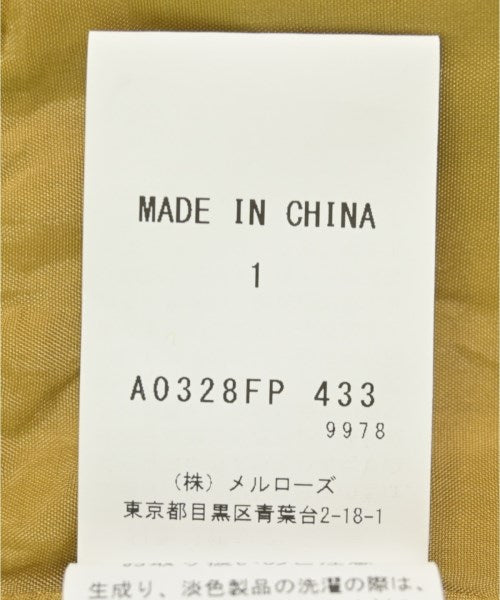 MADE IN CHINA
1
A0328FP 433
9978
(株)メルローズ
東京都目黒区青葉台2-18-1
生成り、淡色製品の洗濯の際は、